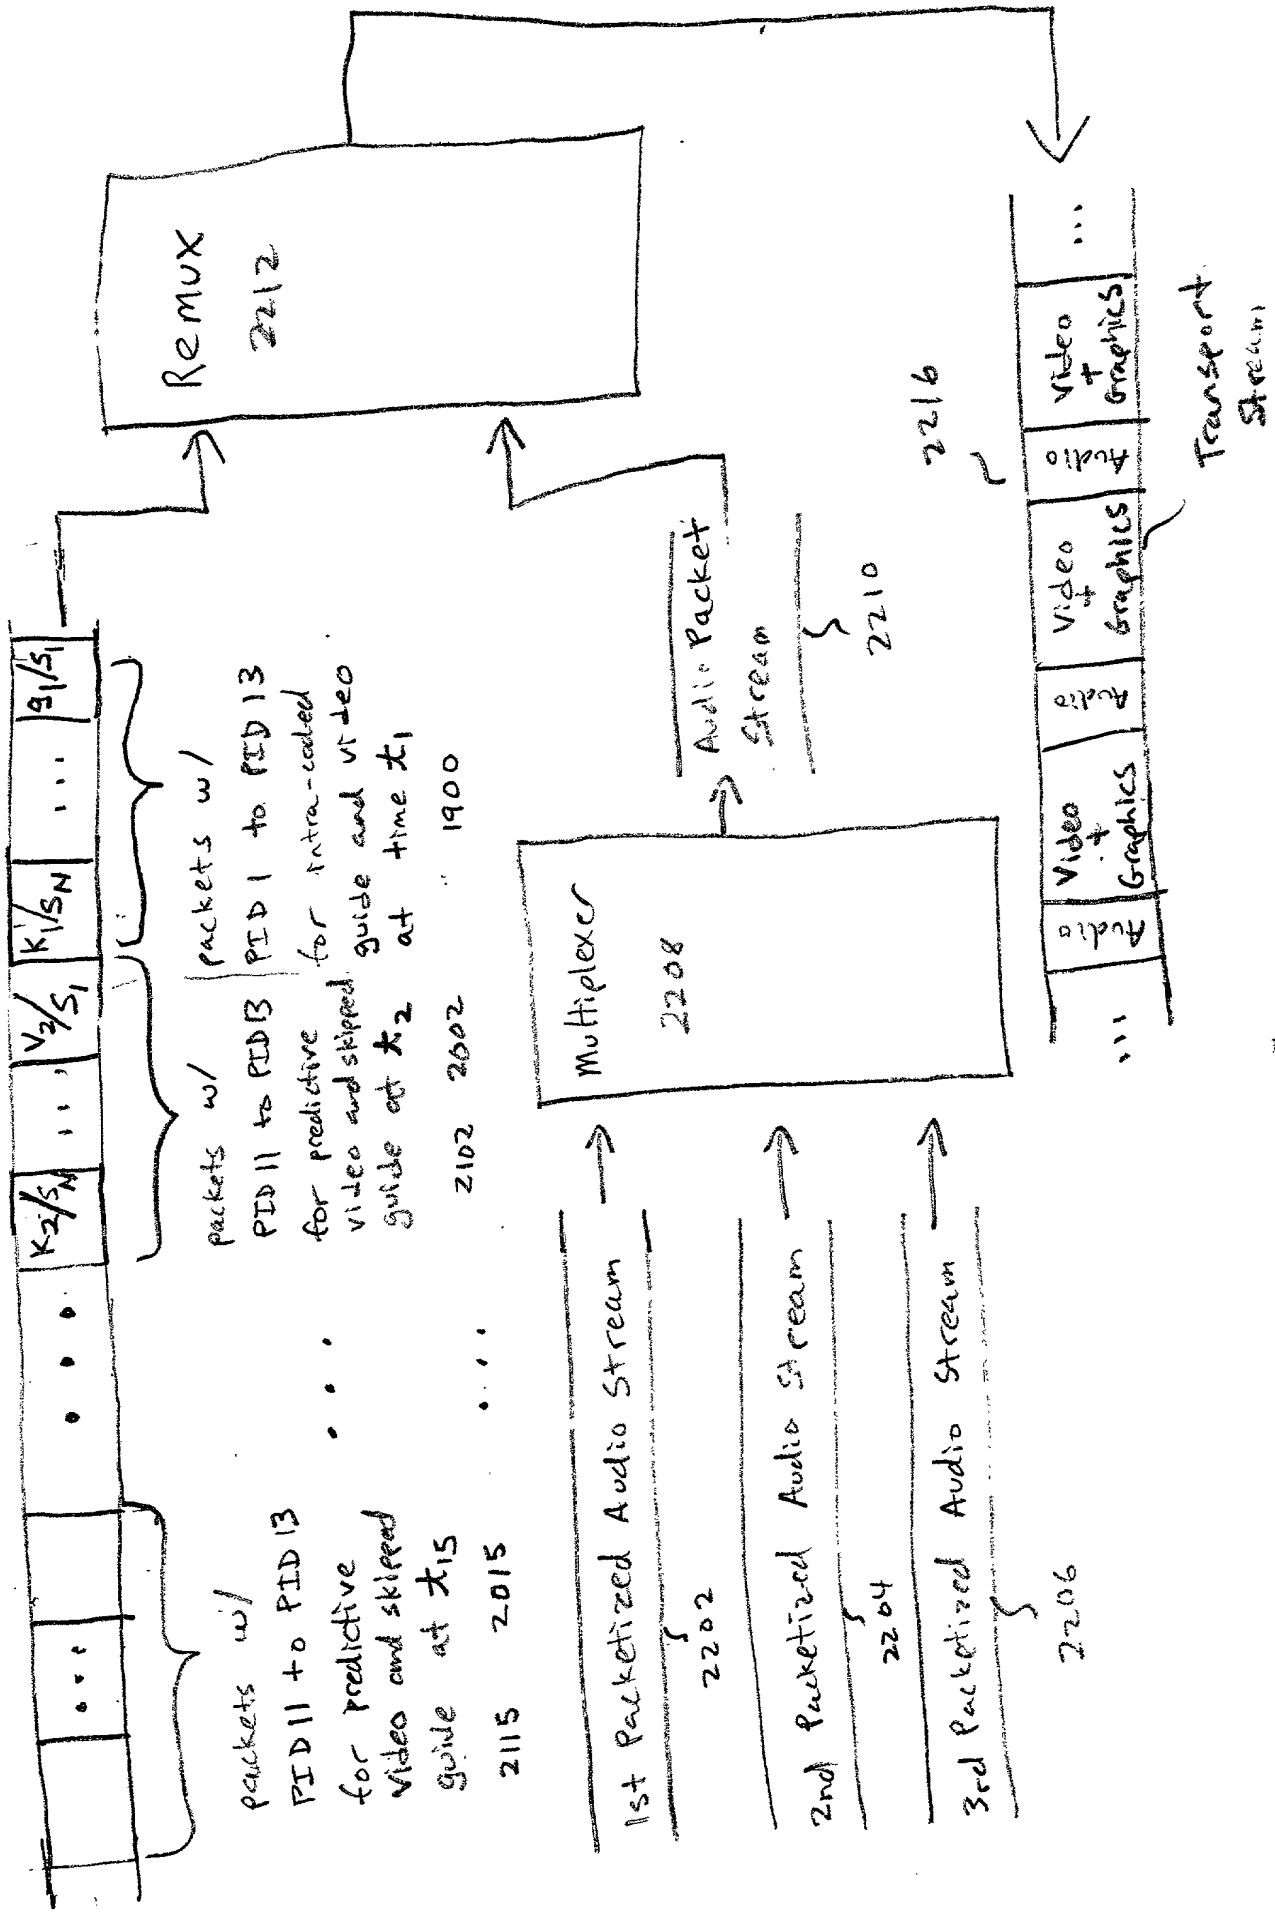 K2/SN
...
V2/S1
K1/SN
...
g1/S1
...
...
packets w/
PID 11 to PID 13
for predictive
video and skipped
guide at t15
2115 2015
...
...
packets w/
PID 11 to PID 13
for predictive
video and skipped
guide at t2
2102 2002
packets w/
PID 1 to PID 13
for intra-coded
guide and video
at time t1
1900
Remux
2212
1st Packetized Audio Stream
2202
2nd Packetized Audio Stream
2204
3rd Packetized Audio Stream
2206
Multiplexer
2208
Audio Packet
Stream
2210
2216
...
Audio
Video
+
Graphics
Audio
Video
+
Graphics
Audio
Video
+
Graphics
...
Transport
Stream